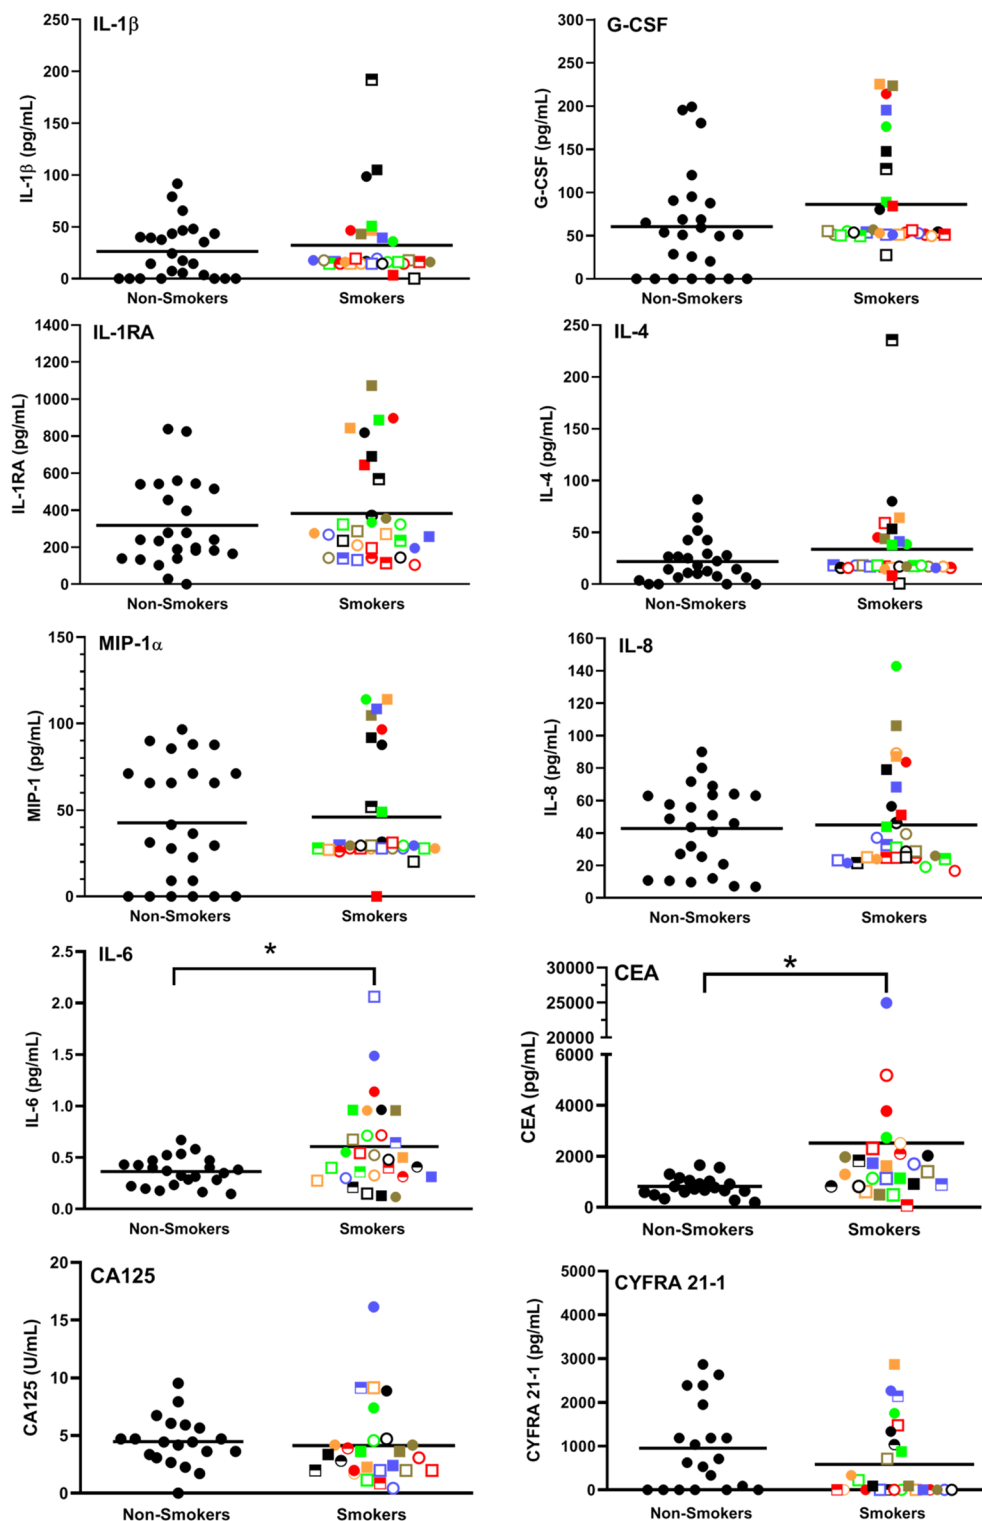 IL-1β
IL-1β (pg/mL)
250
200
150
100
50
0
Non-Smokers
Smokers
G-CSF
G-CSF (pg/mL)
300
250
200
150
100
50
0
Non-Smokers
Smokers
IL-1RA
IL-1RA (pg/mL)
1400
1200
1000
800
600
400
200
0
Non-Smokers
Smokers
IL-4
IL-4 (pg/mL)
250
200
150
100
50
0
Non-Smokers
Smokers
MIP-1α
MIP-1 (pg/mL)
150
100
50
0
Non-Smokers
Smokers
IL-8
IL-8 (pg/mL)
160
140
120
100
80
60
40
20
0
Non-Smokers
Smokers
IL-6
*
IL-6 (pg/mL)
2.5
2.0
1.5
1.0
0.5
0.0
Non-Smokers
Smokers
CEA
*
CEA (pg/mL)
30000
25000
20000
6000
4000
2000
0
Non-Smokers
Smokers
CA125
CA125 (U/mL)
20
15
10
5
0
Non-Smokers
Smokers
CYFRA 21-1
CYFRA 21-1 (pg/mL)
5000
4000
3000
2000
1000
0
Non-Smokers
Smokers